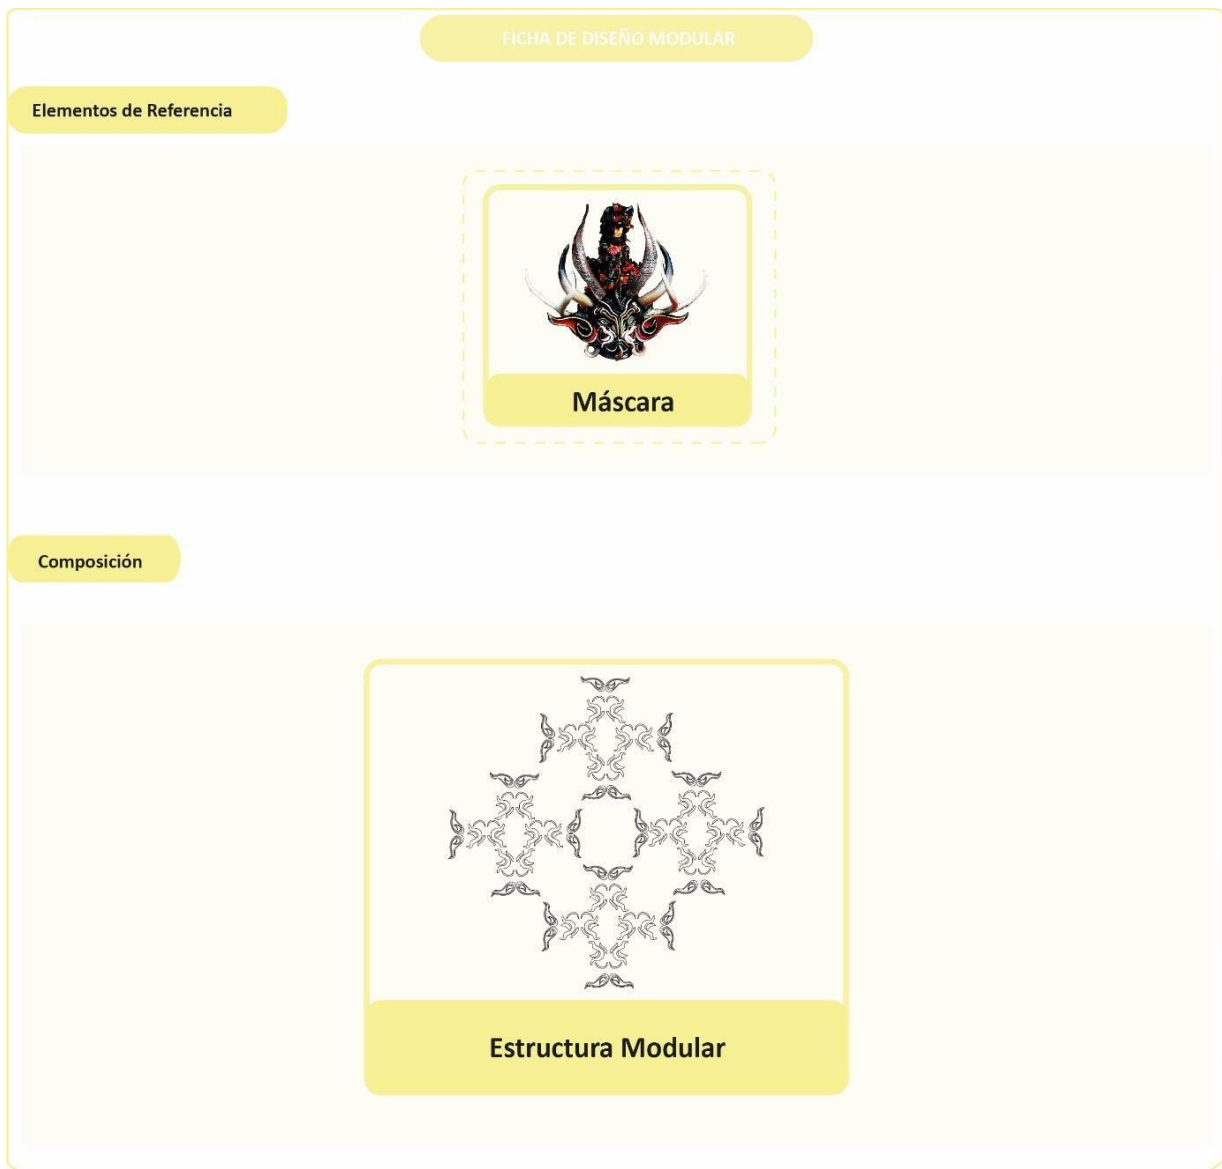 FICHA DE DISEÑO MODULAR
Elementos de Referencia
Máscara
Composición
Estructura Modular